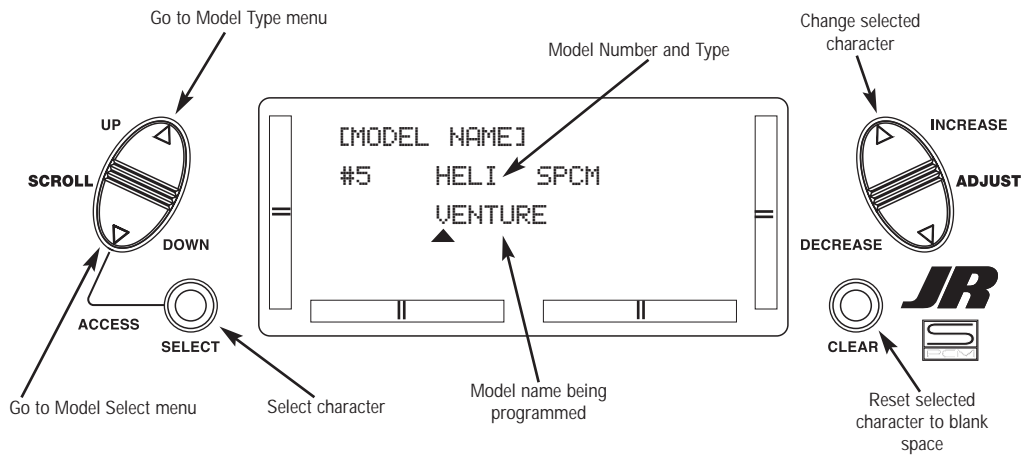 Go to Model Type menu
Change selected
character
Model Number and Type
UP
SCROLL
DOWN
ACCESS
SELECT
[MODEL NAME]
#5 HELI SPCM
VENTURE
INCREASE
ADJUST
DECREASE
CLEAR
JR
S
PCM
Go to Model Select menu
Select character
Model name being
programmed
Reset selected
character to blank
space